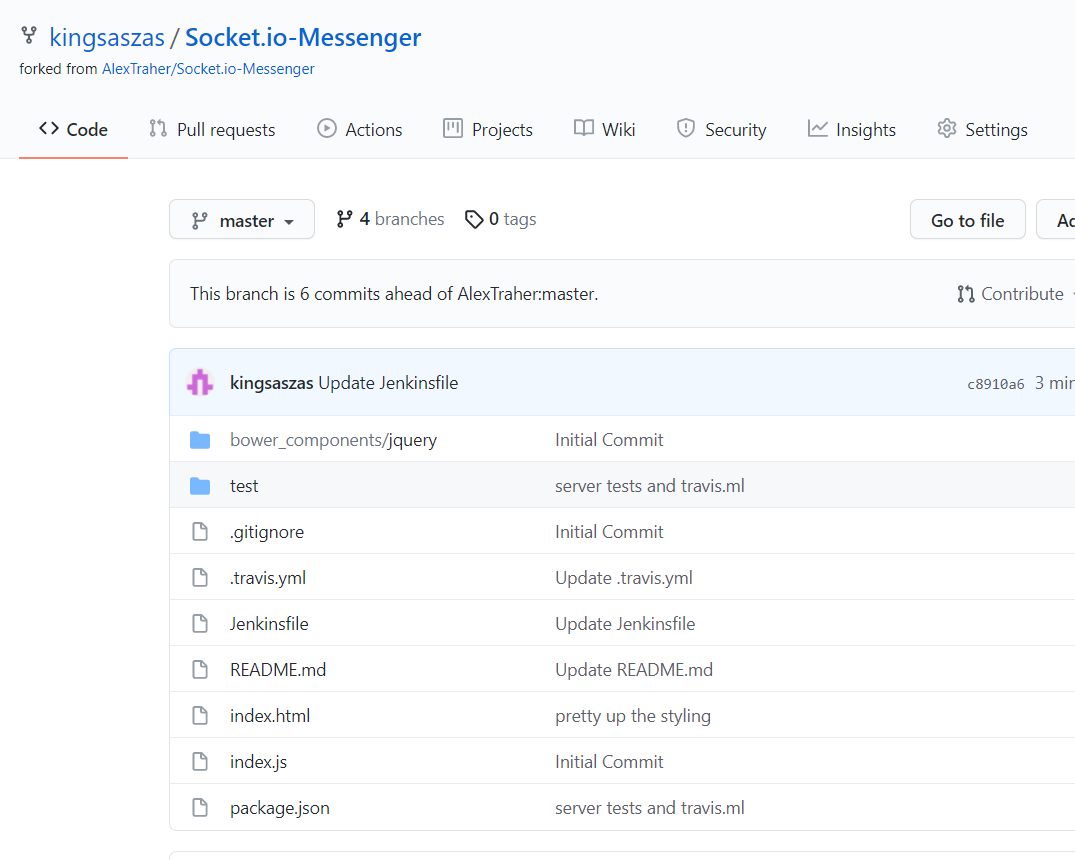 kingsaszas / Socket.io-Messenger
forked from AlexTraher/Socket.io-Messenger
Code Pull requests Actions Projects Wiki Security Insights Settings
master 4 branches 0 tags Go to file
This branch is 6 commits ahead of AlexTraher:master. Contribute
kingsaszas Update Jenkinsfile c8910a6 3
bower_components/jquery Initial Commit
test server tests and travis.ml
.gitignore Initial Commit
.travis.yml Update .travis.yml
Jenkinsfile Update Jenkinsfile
README.md Update README.md
index.html pretty up the styling
index.js Initial Commit
package.json server tests and travis.ml